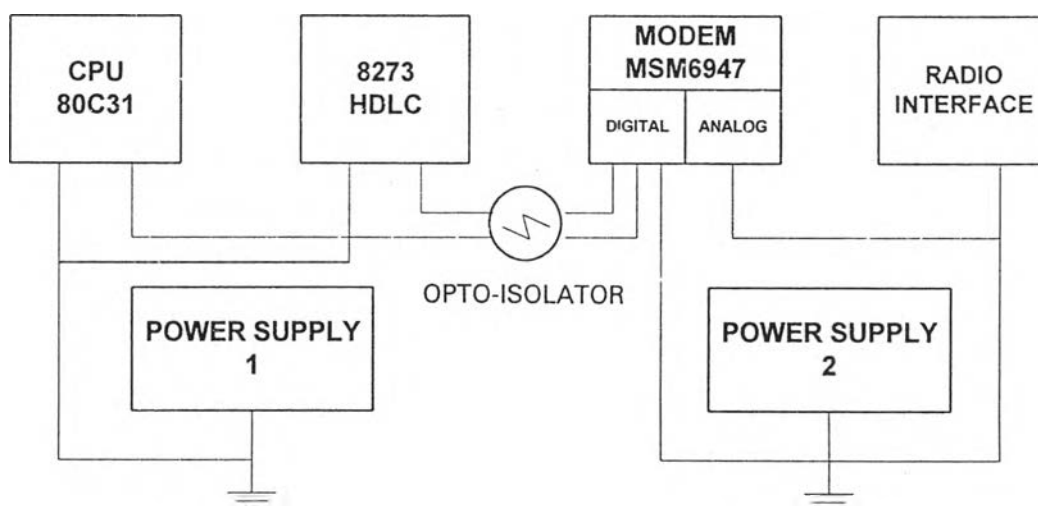 CPU
80C31
8273
HDLC
MODEM
MSM6947
DIGITAL
ANALOG
RADIO
INTERFACE
OPTO-ISOLATOR
POWER SUPPLY
1
POWER SUPPLY
2